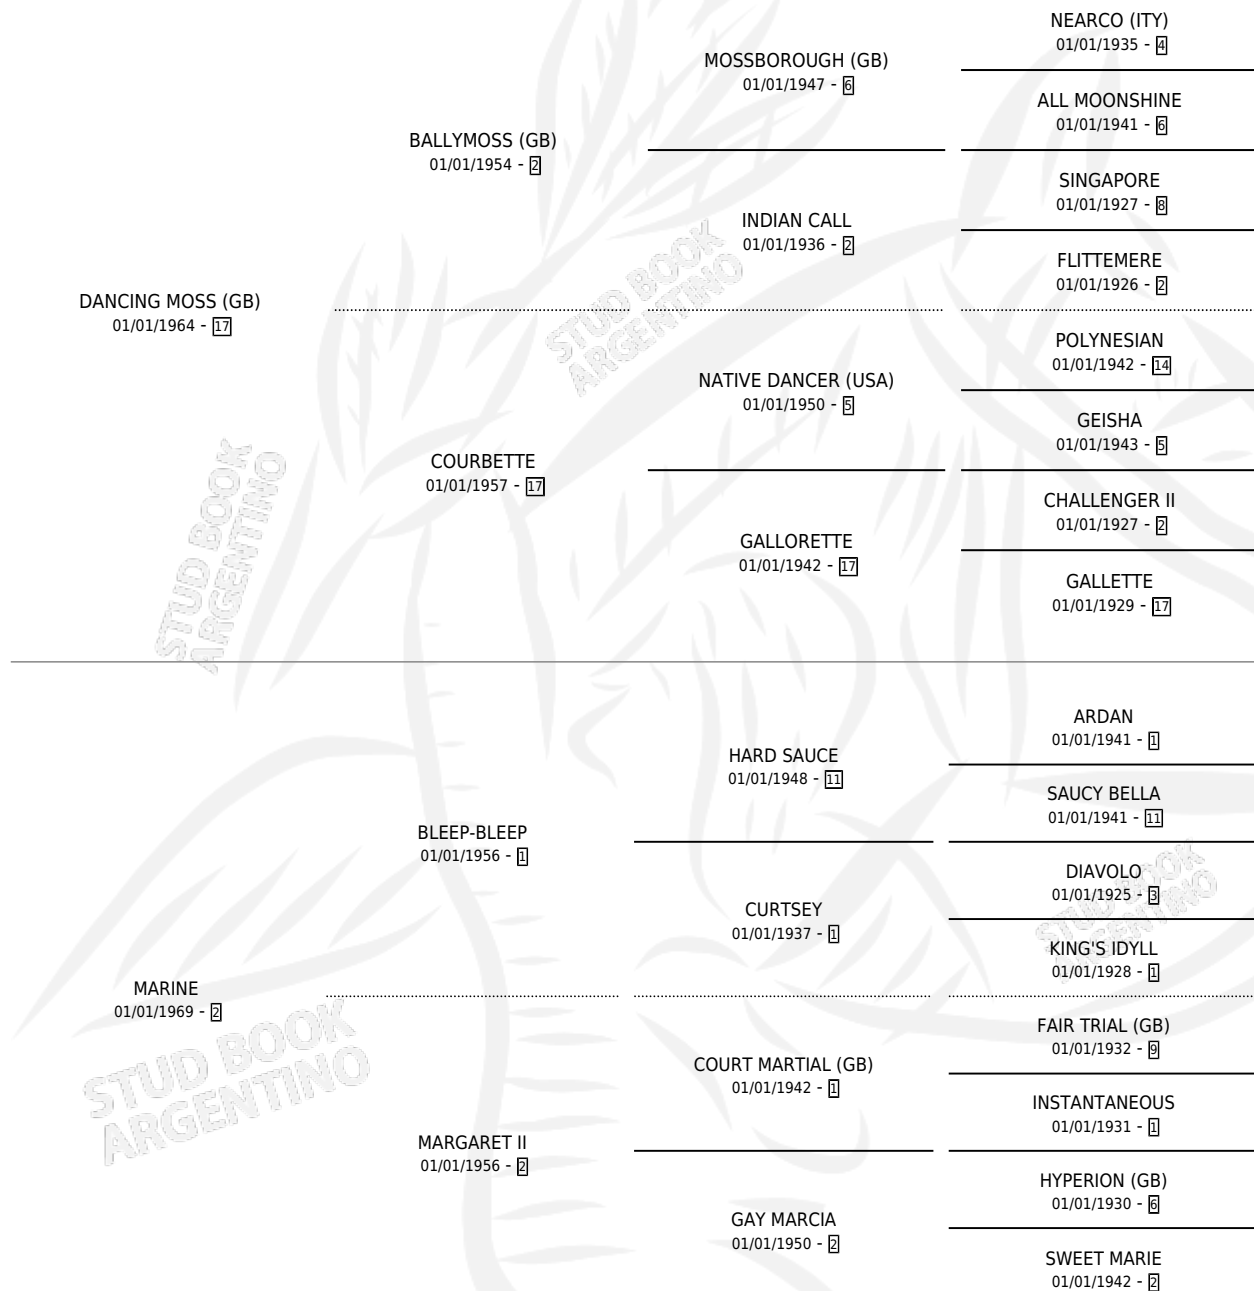 NEARCO (ITY)
01/01/1935 - 4
MOSSBOROUGH (GB)
01/01/1947 - 6
ALL MOONSHINE
01/01/1941 - 6
BALLYMOSS (GB)
01/01/1954 - 2
SINGAPORE
01/01/1927 - 8
INDIAN CALL
01/01/1936 - 2
FLITTEMERE
01/01/1926 - 2
DANCING MOSS (GB)
01/01/1964 - 17
POLYNESIAN
01/01/1942 - 14
NATIVE DANCER (USA)
01/01/1950 - 5
GEISHA
01/01/1943 - 5
COURBETTE
01/01/1957 - 17
CHALLENGER II
01/01/1927 - 2
GALLORETTE
01/01/1942 - 17
GALLETTE
01/01/1929 - 17
ARDAN
01/01/1941 - 1
HARD SAUCE
01/01/1948 - 11
SAUCY BELLA
01/01/1941 - 11
BLEEP-BLEEP
01/01/1956 - 1
DIAVOLO
01/01/1925 - 3
CURTSEY
01/01/1937 - 1
KING'S IDYLL
01/01/1928 - 1
MARINE
01/01/1969 - 2
FAIR TRIAL (GB)
01/01/1932 - 9
COURT MARTIAL (GB)
01/01/1942 - 1
INSTANTANEOUS
01/01/1931 - 1
MARGARET II
01/01/1956 - 2
HYPERION (GB)
01/01/1930 - 6
GAY MARCIA
01/01/1950 - 2
SWEET MARIE
01/01/1942 - 2
STUD BOOK
ARGENTINO
STUD BOOK
ARGENTINO
STUD BOOK
ARGENTINO
STUD BOOK
ARGENTINO